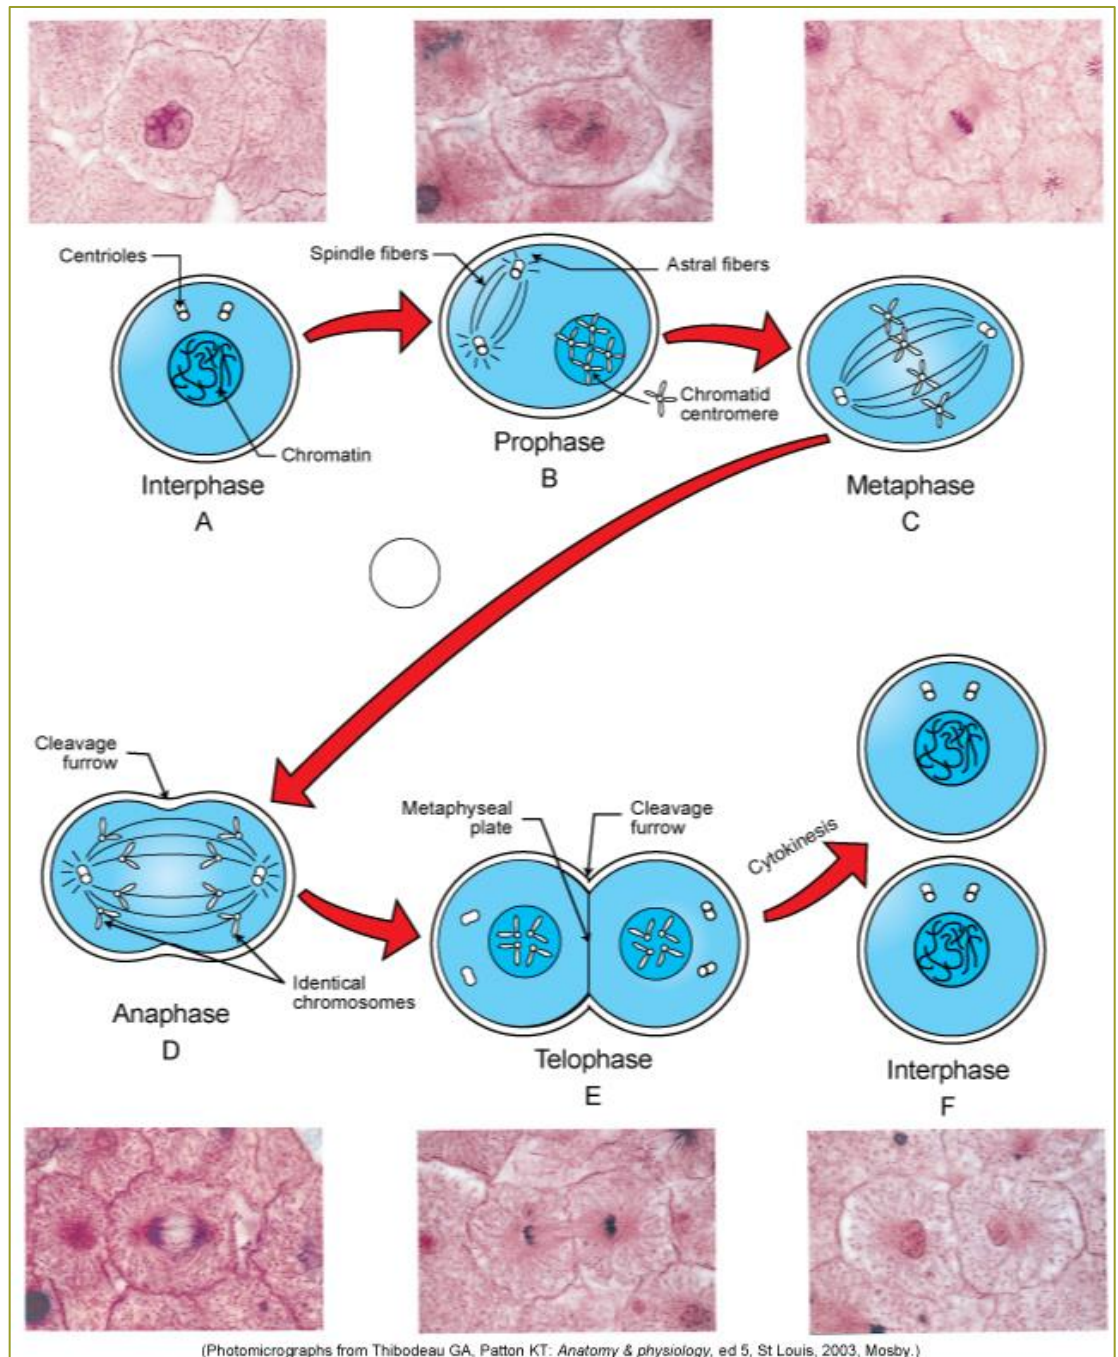 Centrioles
Spindle fibers
Astral fibers
Chromatin
Chromatid
centromere
Interphase
A
Prophase
B
Metaphase
C
Cleavage
furrow
Identical
chromosomes
Anaphase
D
Metaphyseal
plate
Cleavage
furrow
Telophase
E
Cytokinesis
Interphase
F
(Photomicrographs from Thibodeau GA, Patton KT: Anatomy & physiology, ed 5, St Louis, 2003, Mosby.)